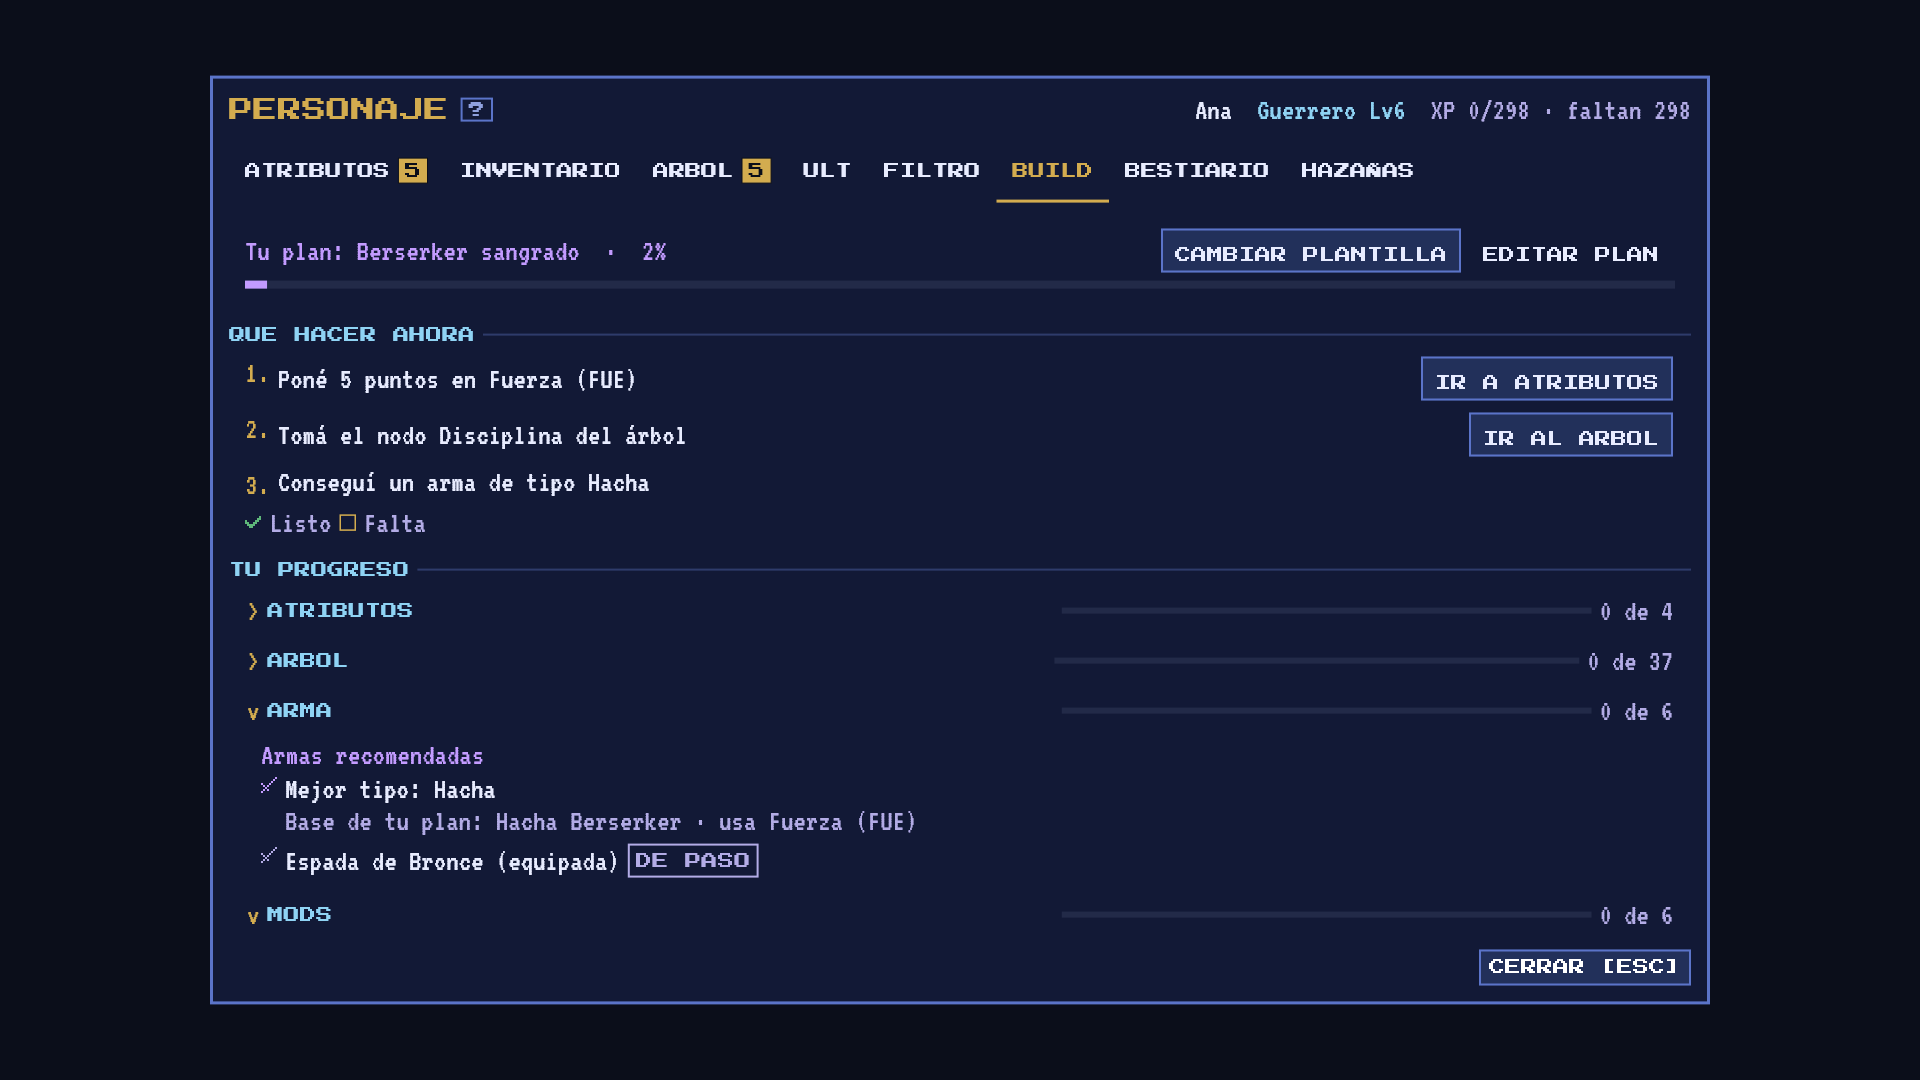 PERSONAJE ? Ana Guerrero Lv6 XP 0/298 · faltan 298
ATRIBUTOS 5 INVENTARIO ARBOL 5 ULT FILTRO BUILD BESTIARIO HAZAÑAS
Tu plan: Berserker sangrado · 2% CAMBIAR PLANTILLA EDITAR PLAN
QUE HACER AHORA
1. Poné 5 puntos en Fuerza (FUE) IR A ATRIBUTOS
2. Tomá el nodo Disciplina del árbol IR AL ARBOL
3. Conseguí un arma de tipo Hacha
Listo Falta
TU PROGRESO
ATRIBUTOS 0 de 4
ARBOL 0 de 37
v ARMA 0 de 6
Armas recomendadas
Mejor tipo: Hacha
Base de tu plan: Hacha Berserker · usa Fuerza (FUE)
Espada de Bronce (equipada) DE PASO
v MODS 0 de 6
CERRAR [ESC]